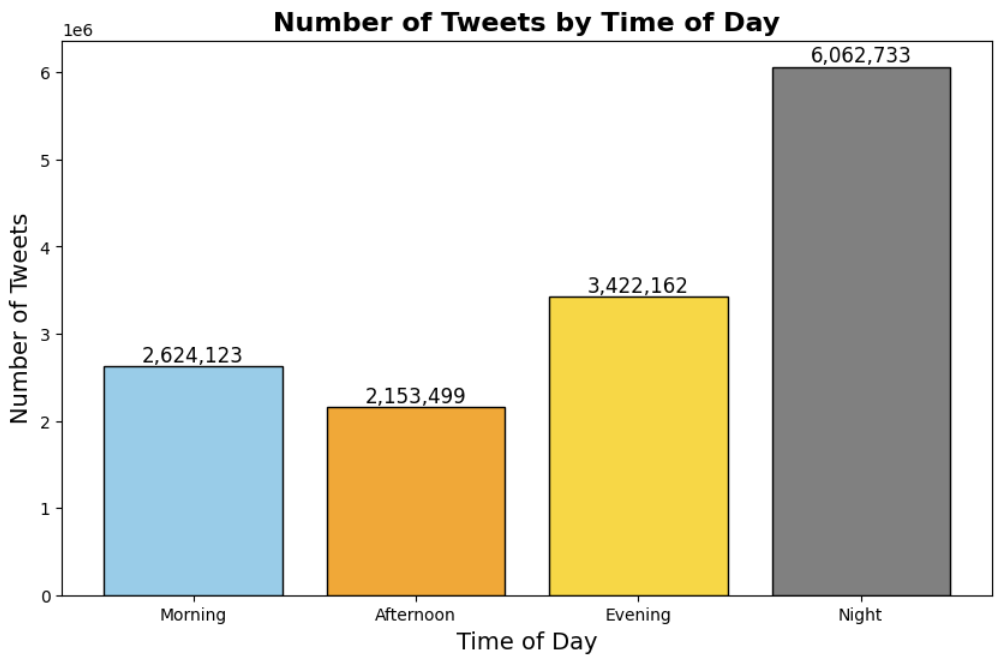 Number of Tweets by Time of Day
1e6
6
5
4
3
2
1
0
Number of Tweets
2,624,123
2,153,499
3,422,162
6,062,733
Morning
Afternoon
Evening
Night
Time of Day